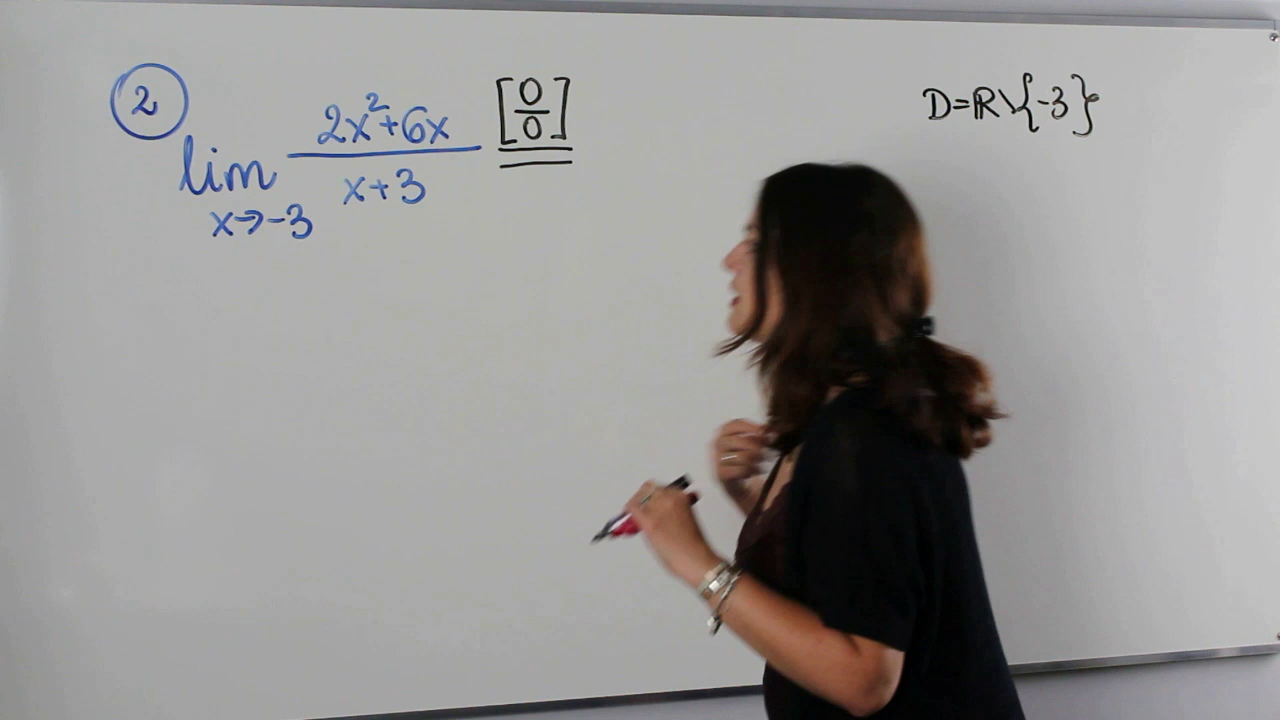 2
lim x→-3 (2x²+6x)/(x+3) [0/0]
D=ℝ\{-3}